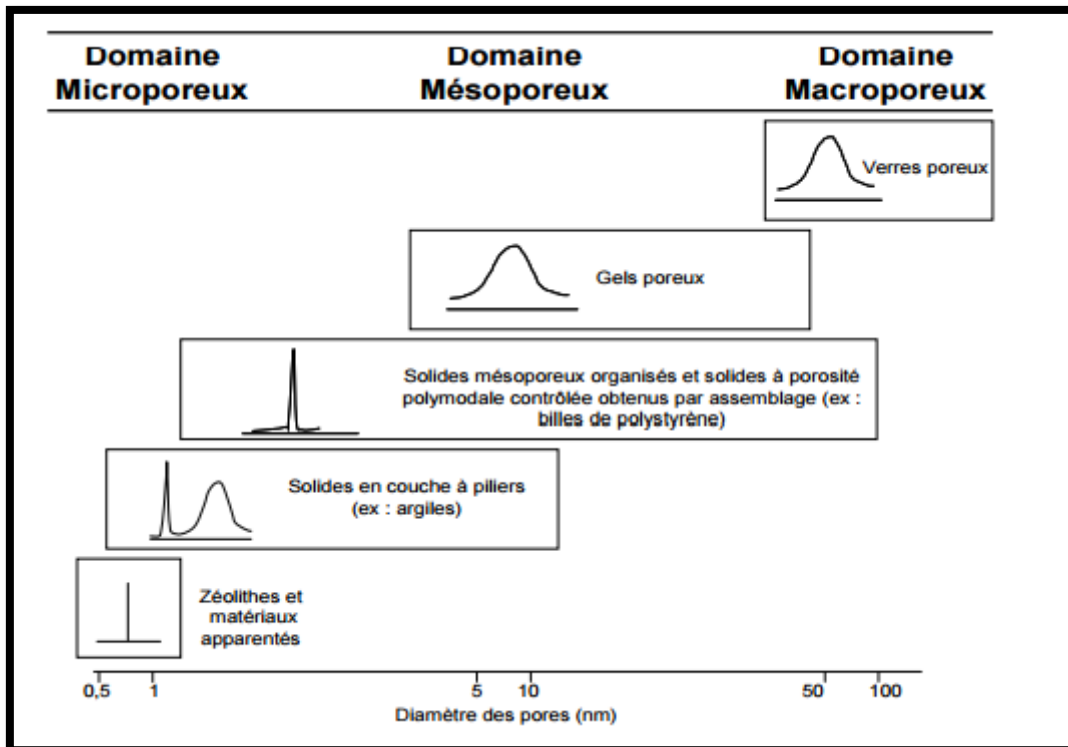 Domaine Microporeux
Domaine Mésoporeux
Domaine Macroporeux
Verres poreux
Gels poreux
Solides mésoporeux organisés et solides à porosité
polymodale contrôlée obtenus par assemblage (ex :
billes de polystyrène)
Solides en couche à piliers
(ex : argiles)
Zéolithes et
matériaux
apparentés
0,5 1 5 10 50 100
Diamètre des pores (nm)